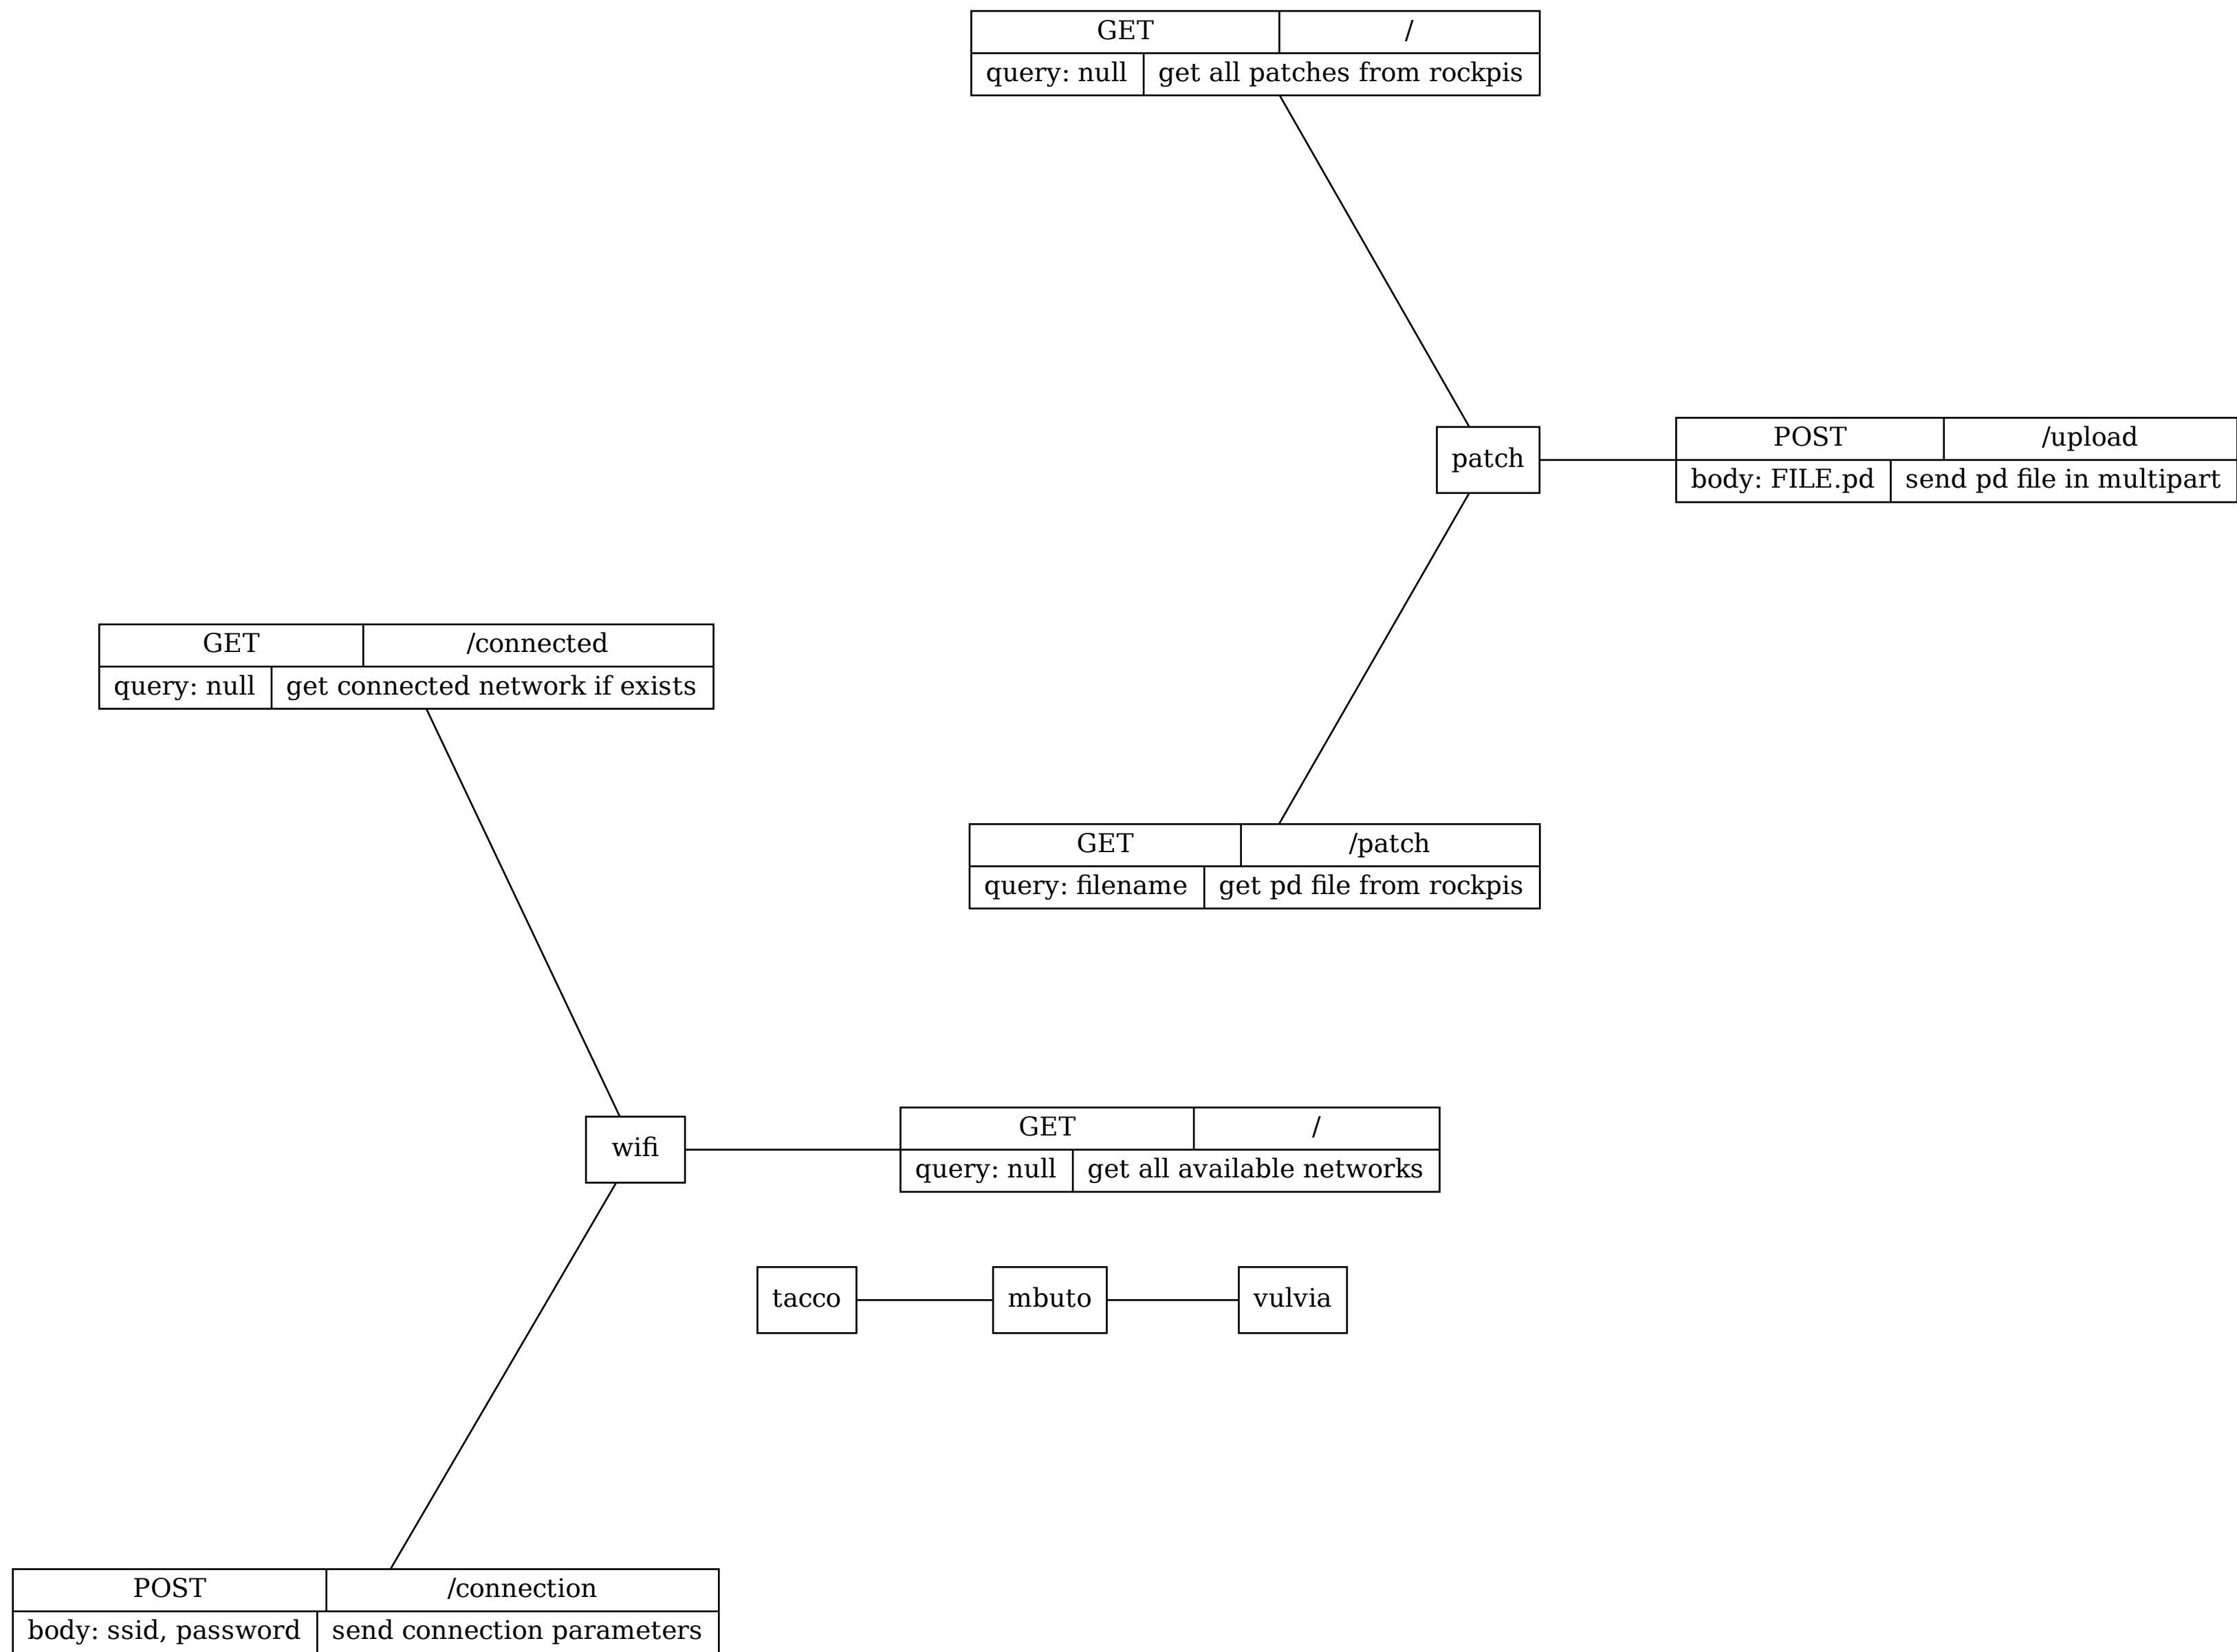 GET /
query: null get all patches from rockpis
patch
POST /upload
body: FILE.pd send pd file in multipart
GET /connected
query: null get connected network if exists
GET /patch
query: filename get pd file from rockpis
wifi
GET /
query: null get all available networks
tacco mbuto vulvia
POST /connection
body: ssid, password send connection parameters